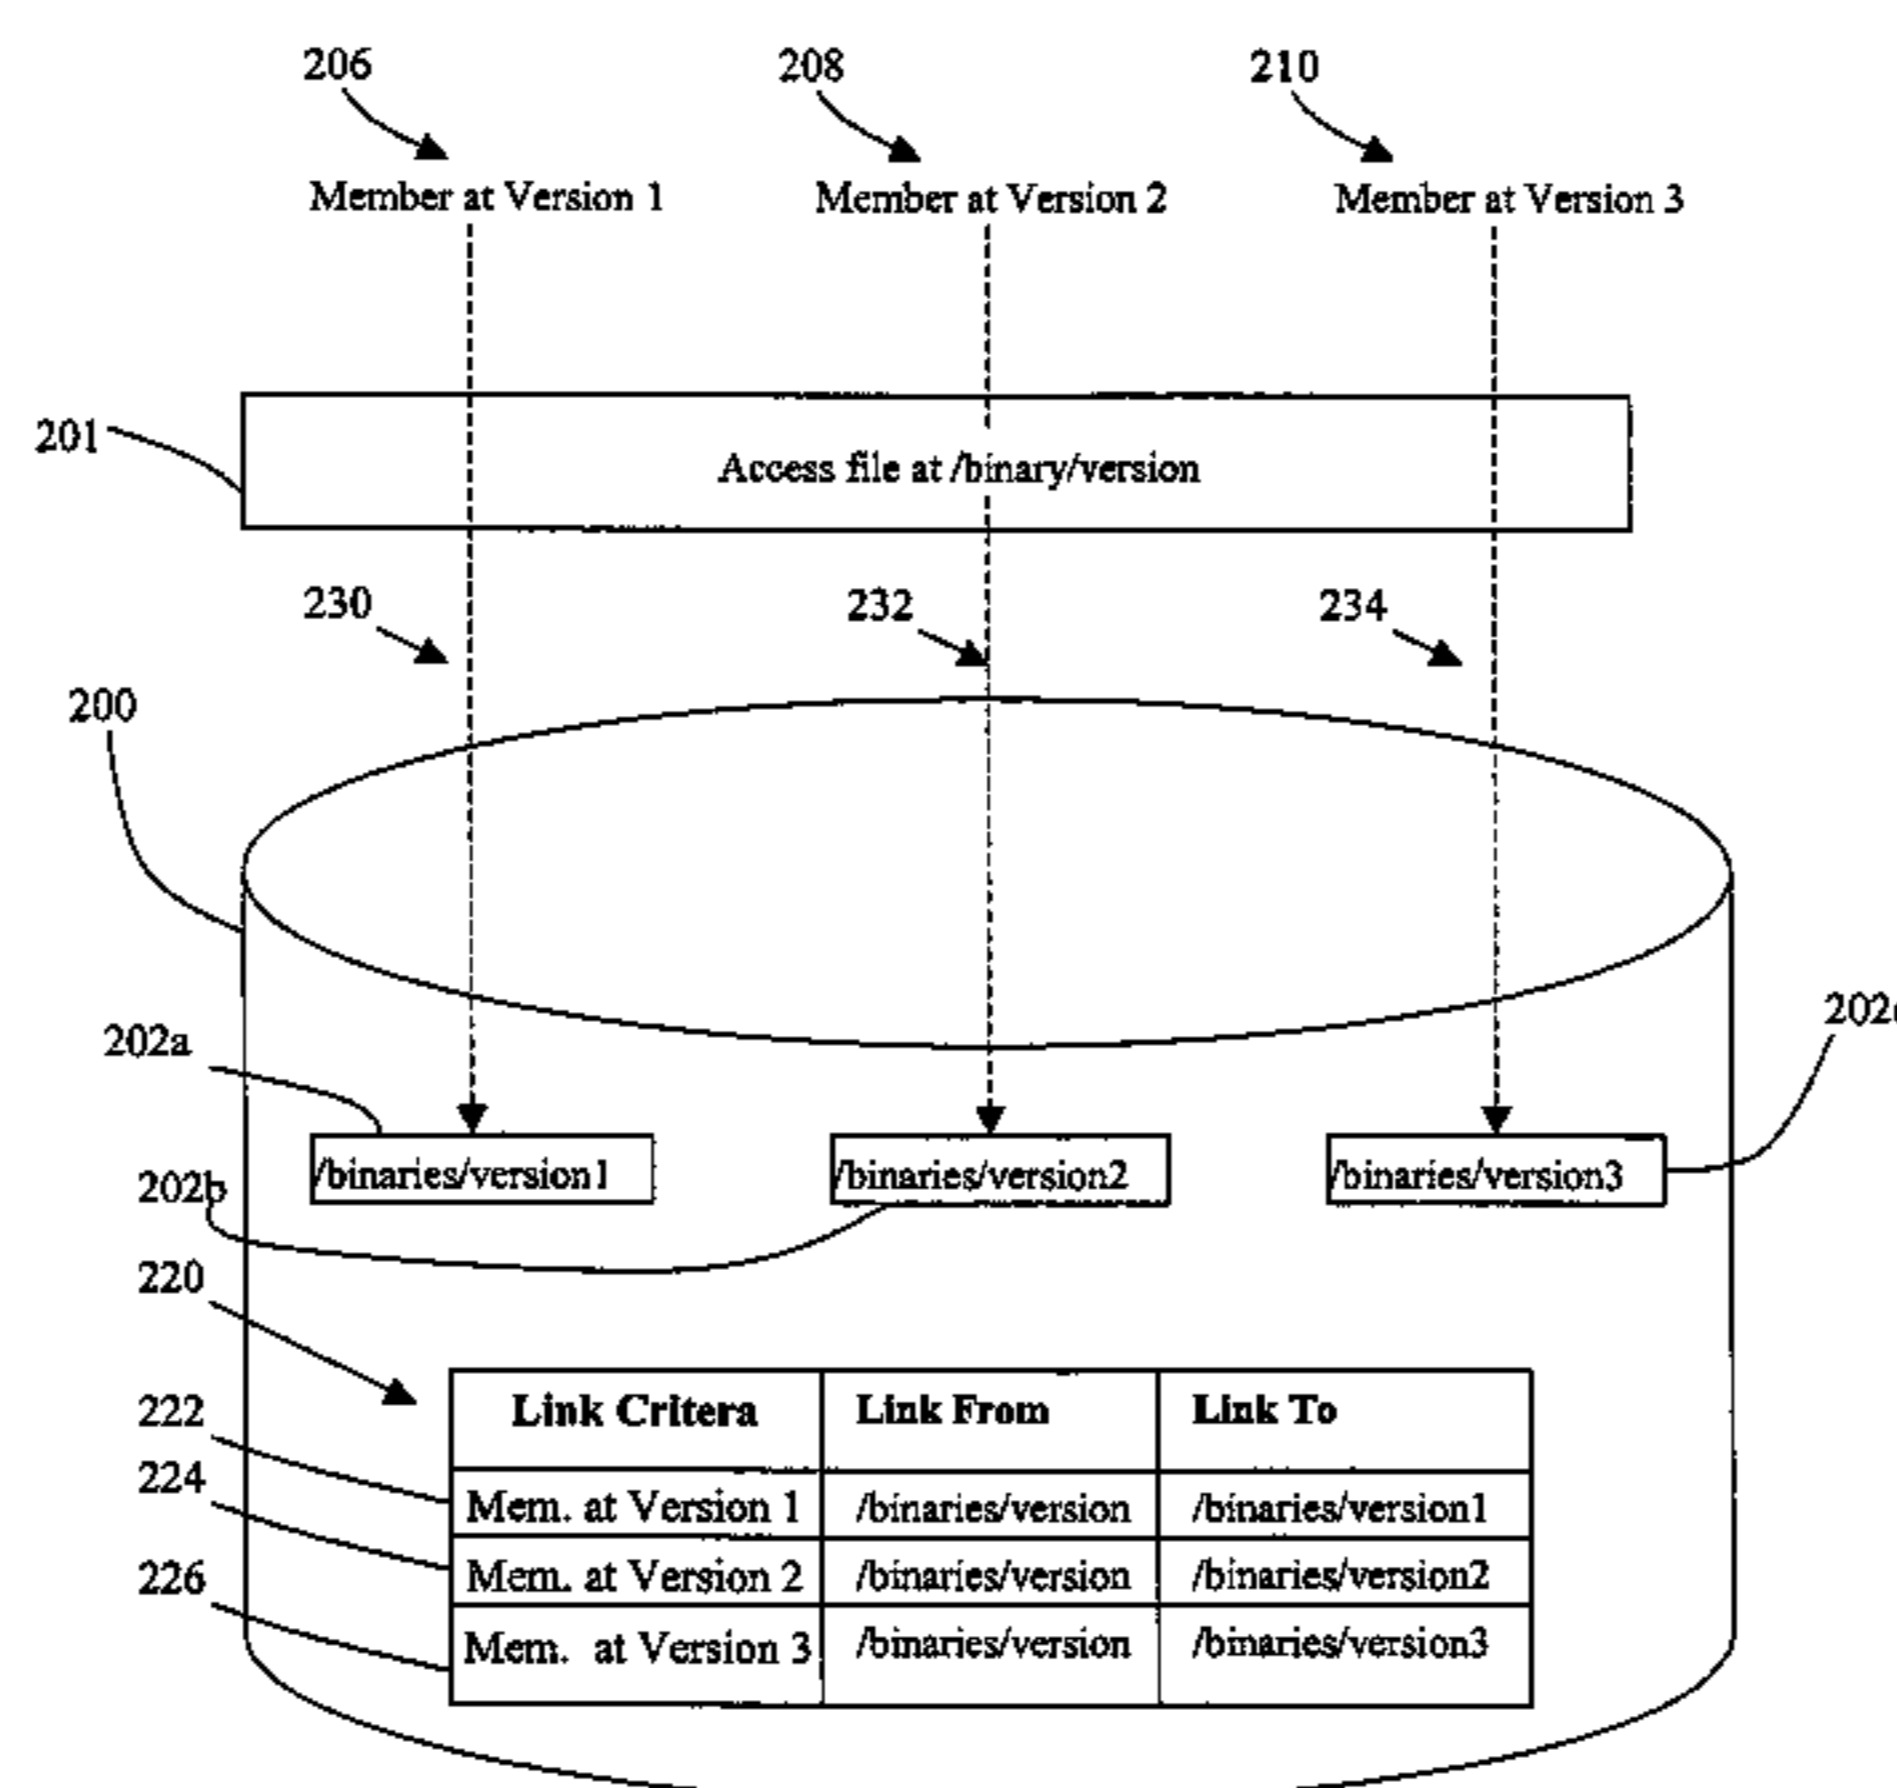 206 208 210
Member at Version 1 Member at Version 2 Member at Version 3
201
Access file at /binary/version
230 232 234
200
202a
/binaries/version1 /binaries/version2 /binaries/version3
202b
220
Link Critera Link From Link To
222
Mem. at Version 1 /binaries/version /binaries/version1
224
Mem. at Version 2 /binaries/version /binaries/version2
226
Mem. at Version 3 /binaries/version /binaries/version3